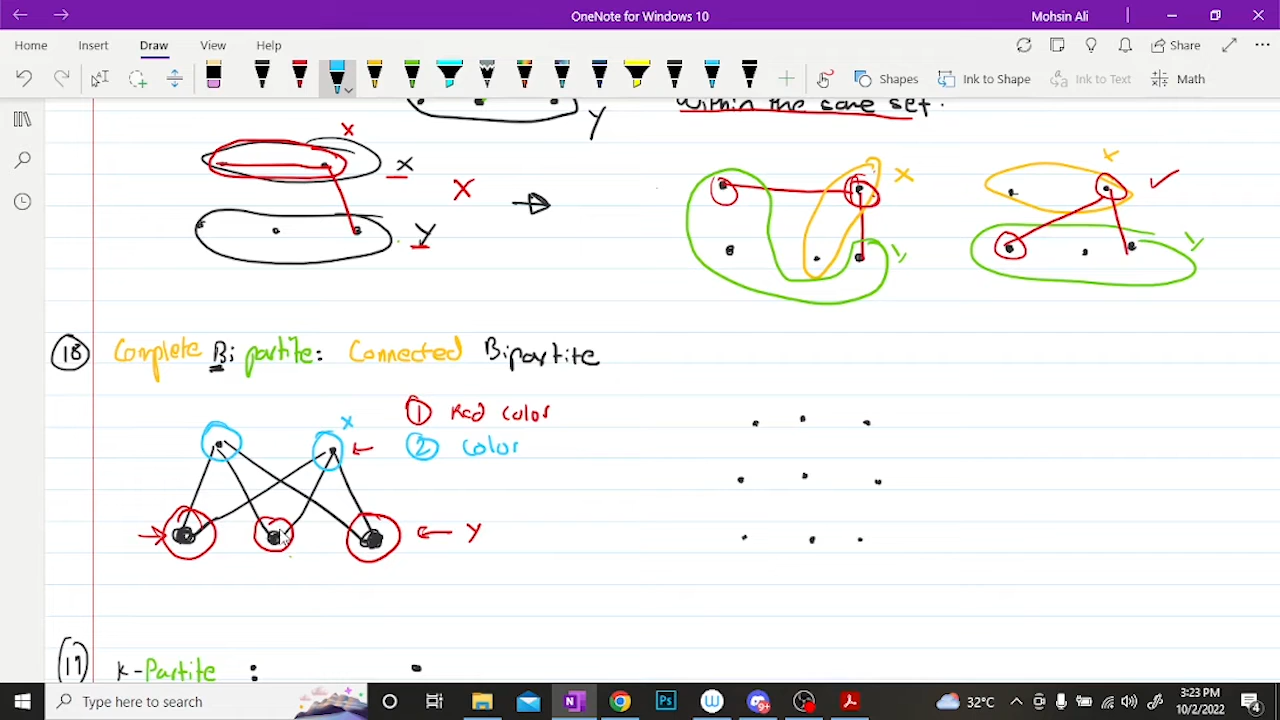 OneNote for Windows 10
Mohsin Ali
Home Insert Draw View Help
Share
Shapes
Ink to Shape
Ink to Text
Math
within the same set.
Y
X
X
X
Y
X
Y
X
Y
18 Complete Bi partite: Connected Bipartite
1 Red color
X
2 Color
Y
K-Partite :
Type here to search
32°C
3:23 PM
10/2/2022